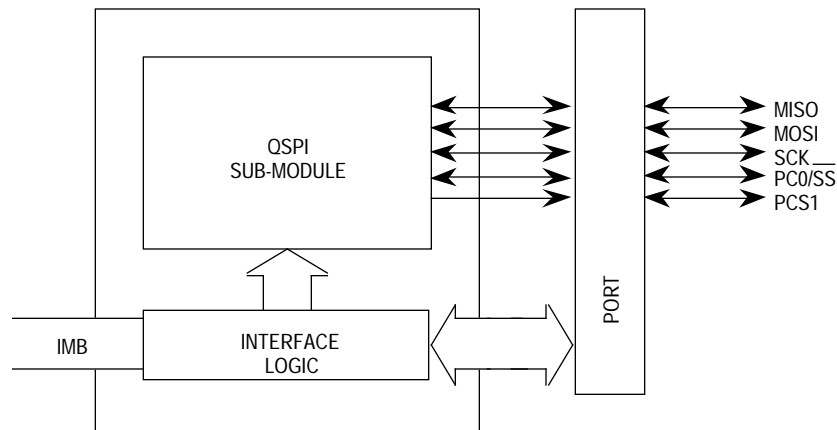 QSPI
SUB-MODULE
MISO
MOSI
SCK
PC0/SS
PCS1
PORT
IMB
INTERFACE
LOGIC